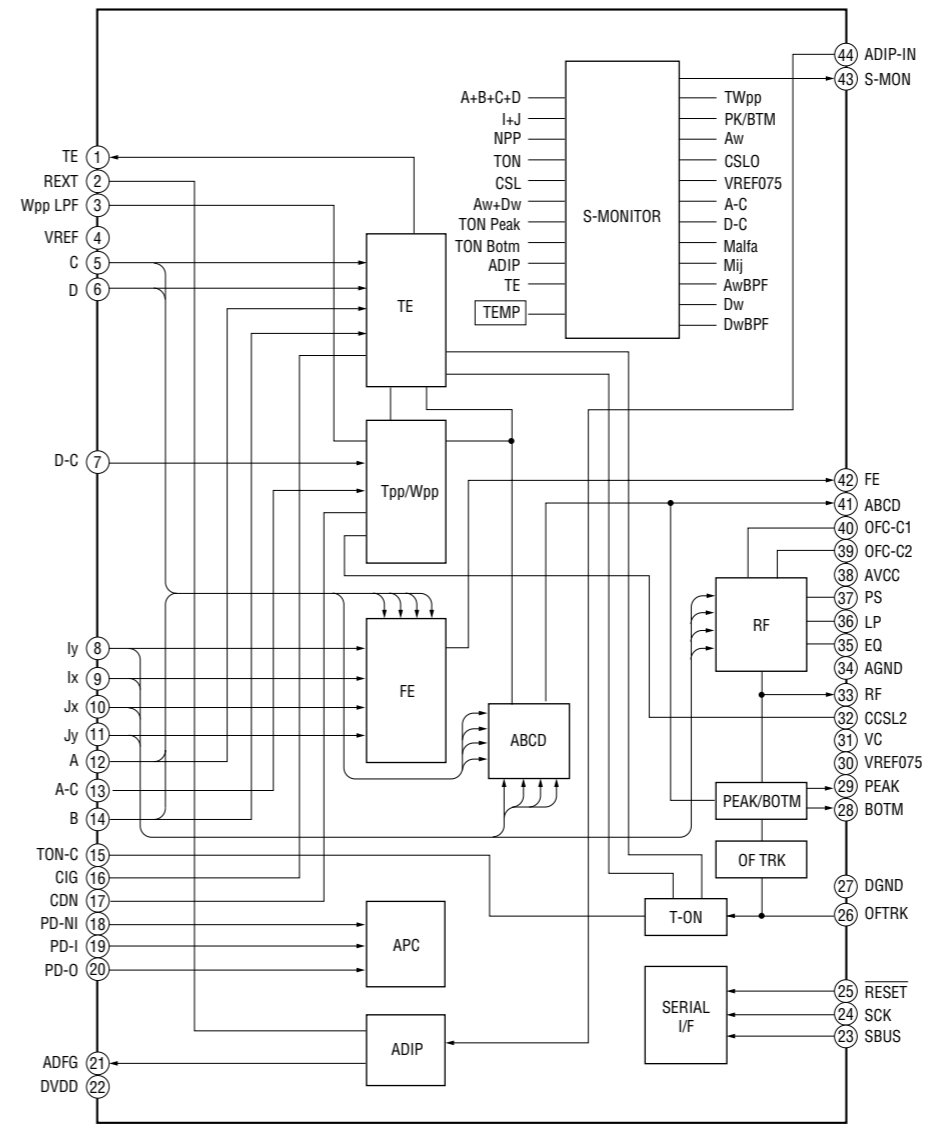 TE 1
REXT 2
Wpp LPF 3
VREF 4
C 5
D 6
D-C 7
Iy 8
Ix 9
Jx 10
Jy 11
A 12
A-C 13
B 14
TON-C 15
CIG 16
CDN 17
PD-NI 18
PD-I 19
PD-O 20
ADFG 21
DVDD 22
TE
Tpp/Wpp
FE
ABCD
APC
ADIP
A+B+C+D
I+J
NPP
TON
CSL
Aw+Dw
TON Peak
TON Botm
ADIP
TE
TEMP
S-MONITOR
TWpp
PK/BTM
Aw
CSLO
VREF075
A-C
D-C
Malfa
Mij
AwBPF
Dw
DwBPF
RF
PEAK/BOTM
OF TRK
T-ON
SERIAL
I/F
44 ADIP-IN
43 S-MON
42 FE
41 ABCD
40 OFC-C1
39 OFC-C2
38 AVCC
37 PS
36 LP
35 EQ
34 AGND
33 RF
32 CCSL2
31 VC
30 VREF075
29 PEAK
28 BOTM
27 DGND
26 OFTRK
25 RESET
24 SCK
23 SBUS